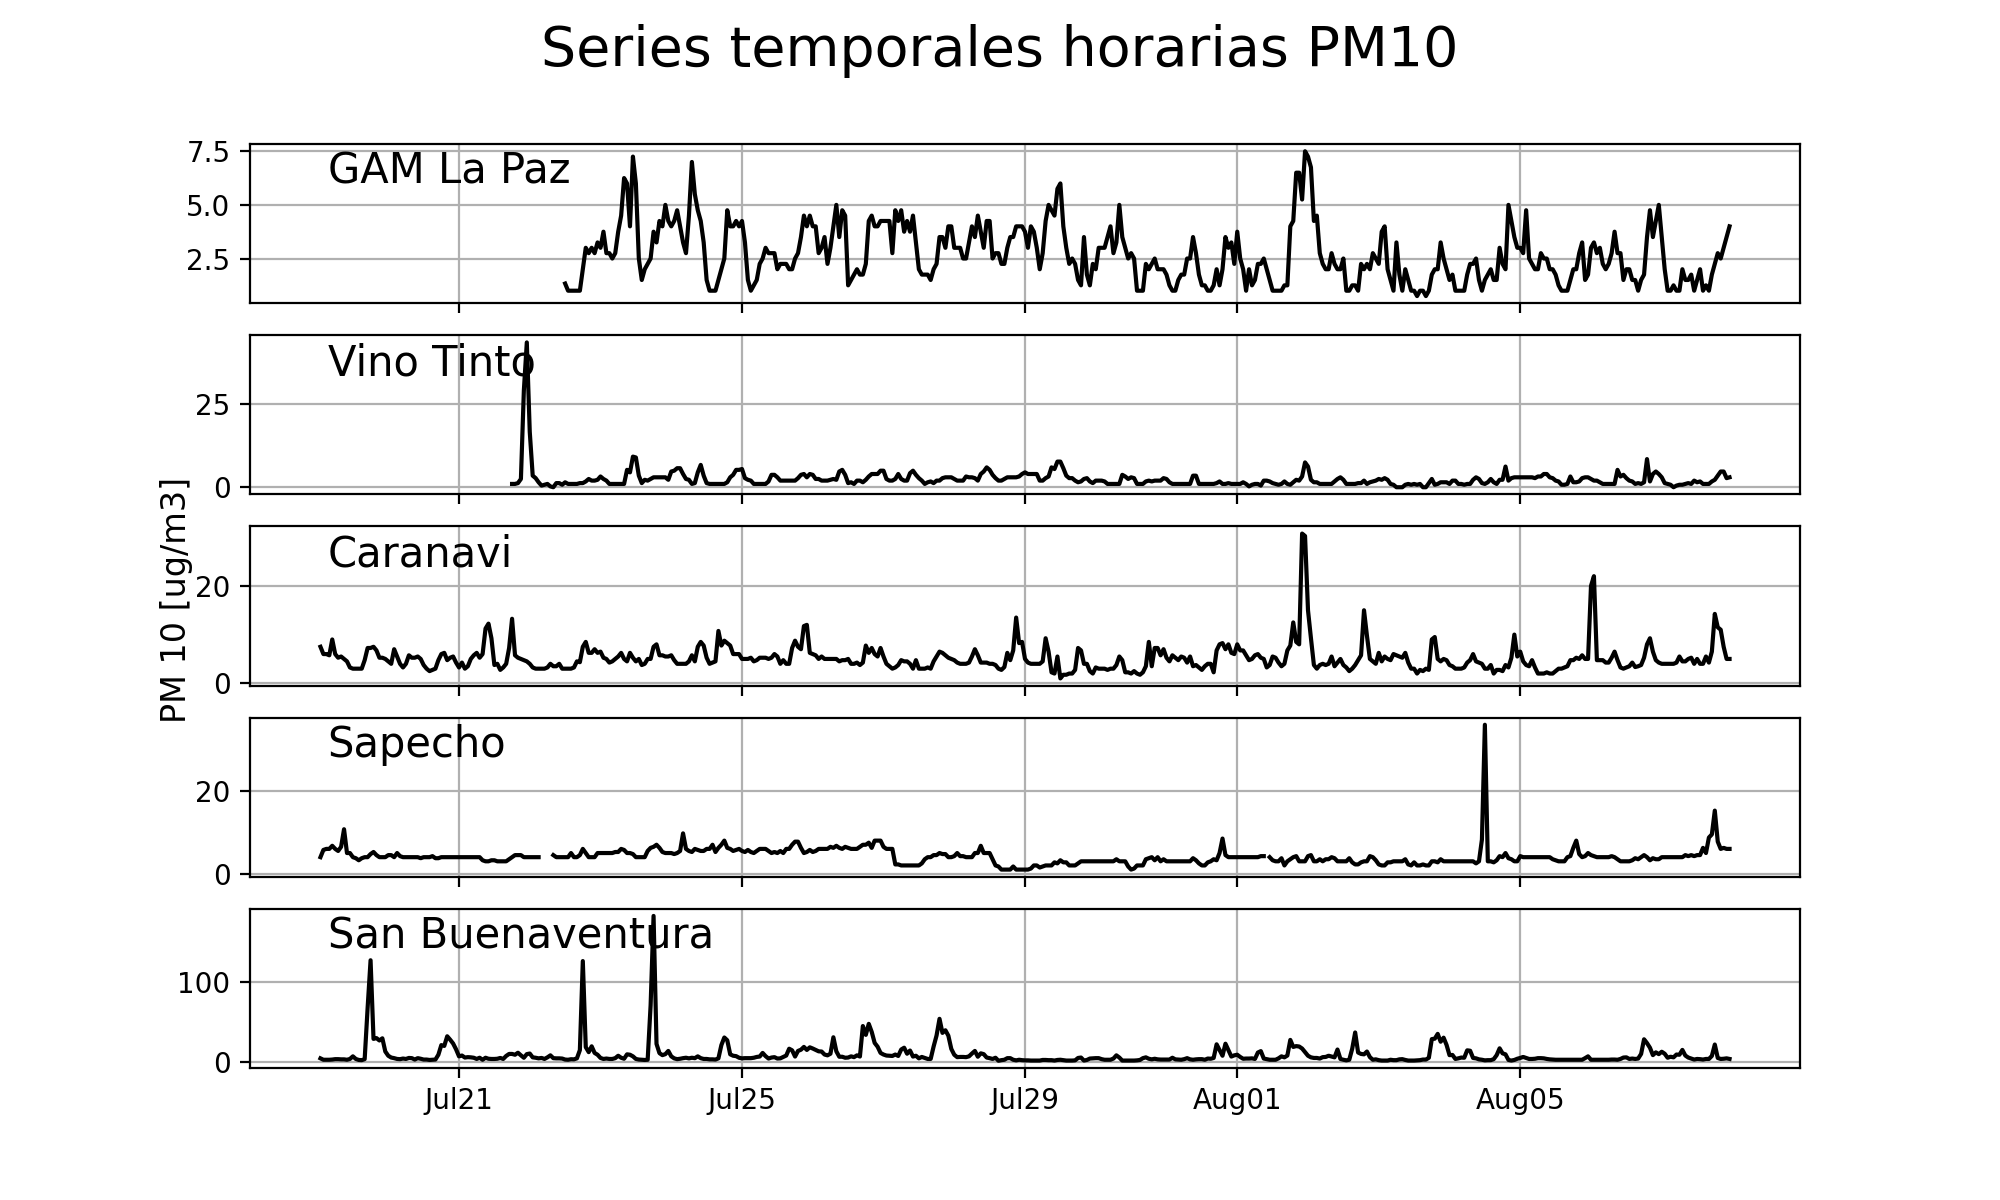 Series temporales horarias PM10
GAM La Paz
7.5
5.0
2.5
Vino Tinto
25
0
PM 10 [ug/m3]
Caranavi
20
0
Sapecho
20
0
San Buenaventura
100
0
Jul21 Jul25 Jul29 Aug01 Aug05